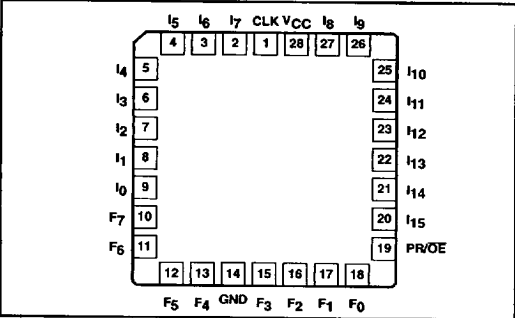 I5 I6 I7 CLK VCC I8 I9
4 3 2 1 28 27 26
I4 5 25 I10
I3 6 24 I11
I2 7 23 I12
I1 8 22 I13
I0 9 21 I14
F7 10 20 I15
F6 11 19 PR/O̅E̅
12 13 14 15 16 17 18
F5 F4 GND F3 F2 F1 F0